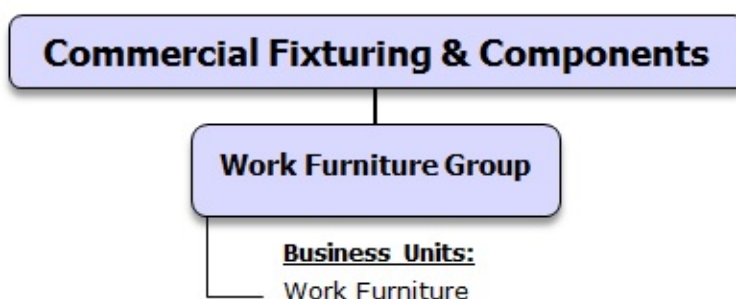 Commercial Fixturing & Components
Work Furniture Group
Business Units:
Work Furniture